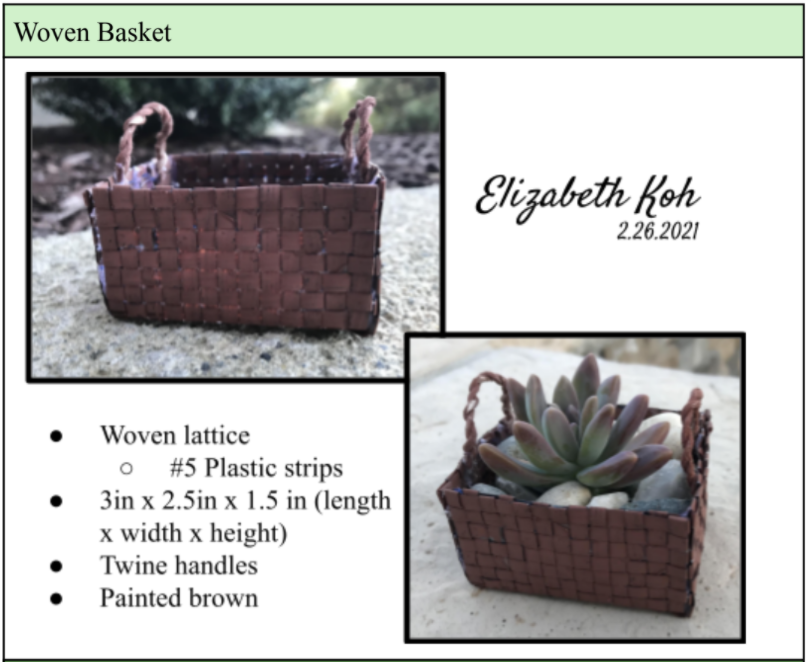 Woven Basket
Elizabeth Koh
2.26.2021
● Woven lattice
○ #5 Plastic strips
● 3in x 2.5in x 1.5 in (length
x width x height)
● Twine handles
● Painted brown